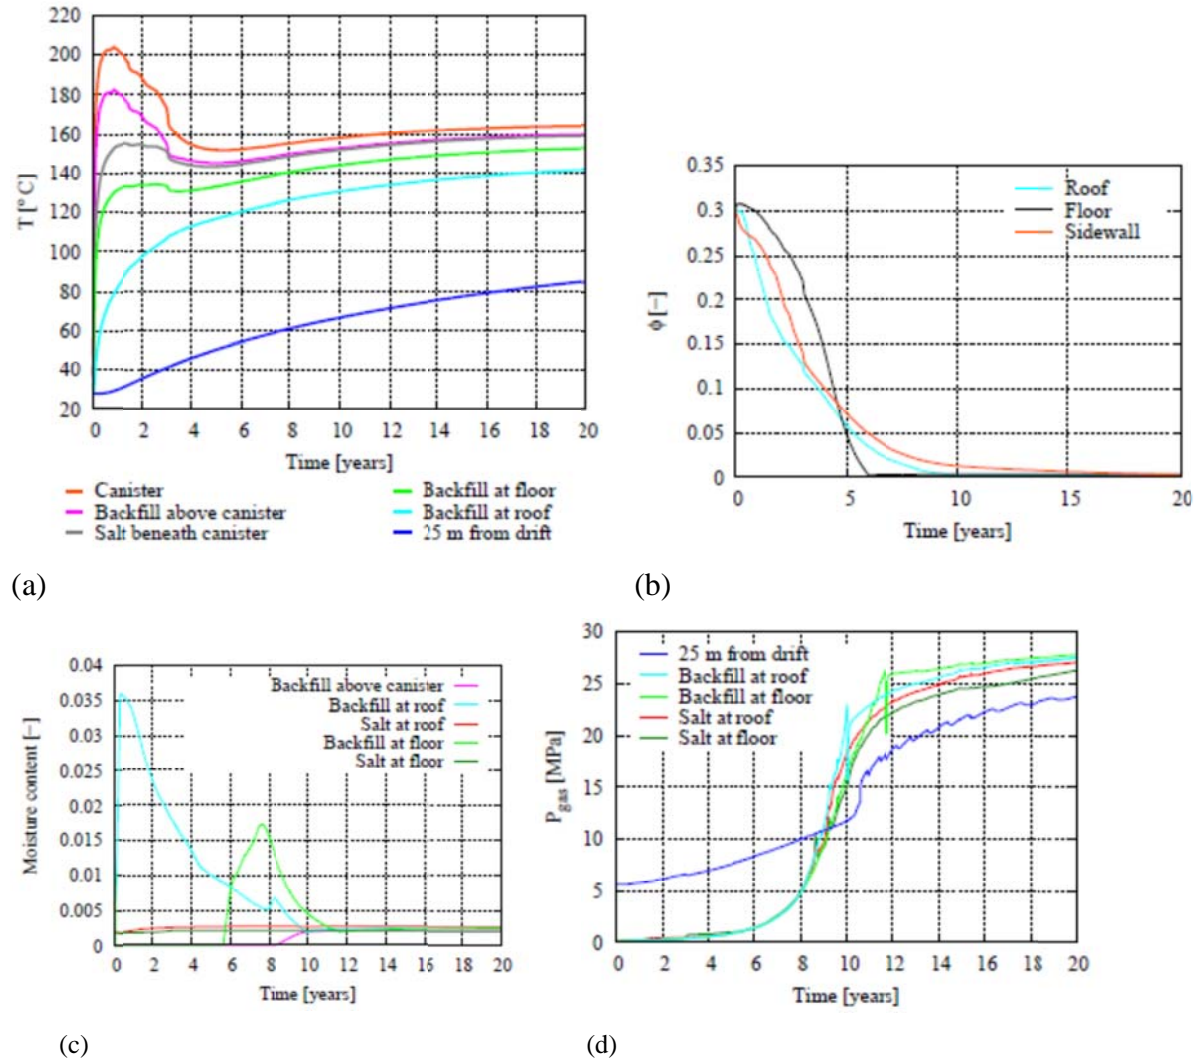 220
200
180
160
140
120
100
80
60
40
20
T [°C]
0 2 4 6 8 10 12 14 16 18 20
Time [years]
Canister
Backfill above canister
Salt beneath canister
Backfill at floor
Backfill at roof
25 m from drift
(a)
0.35
0.3
0.25
0.2
0.15
0.1
0.05
0
ϕ [−]
Roof
Floor
Sidewall
0 5 10 15 20
Time [years]
(b)
0.04
0.035
0.03
0.025
0.02
0.015
0.01
0.005
0
Moisture content [−]
Backfill above canister
Backfill at roof
Salt at roof
Backfill at floor
Salt at floor
0 2 4 6 8 10 12 14 16 18 20
Time [years]
(c)
30
25
20
15
10
5
0
Pgas [MPa]
25 m from drift
Backfill at roof
Backfill at floor
Salt at roof
Salt at floor
0 2 4 6 8 10 12 14 16 18 20
Time [years]
(d)